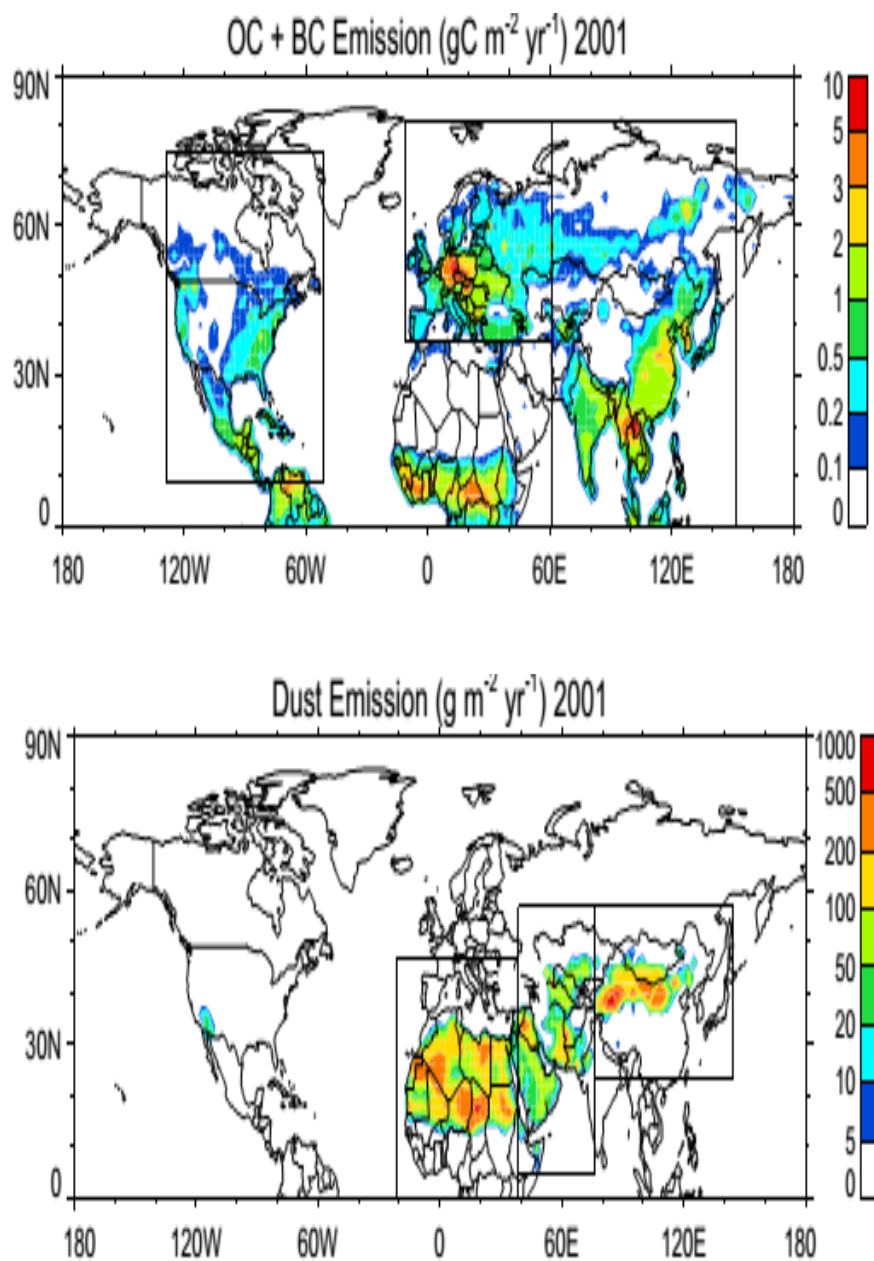 OC + BC Emission (gC m⁻² yr⁻¹) 2001
90N
60N
30N
0
180 120W 60W 0 60E 120E 180
10
5
3
2
1
0.5
0.2
0.1
0
Dust Emission (g m⁻² yr⁻¹) 2001
90N
60N
30N
0
180 120W 60W 0 60E 120E 180
1000
500
200
100
50
20
10
5
0